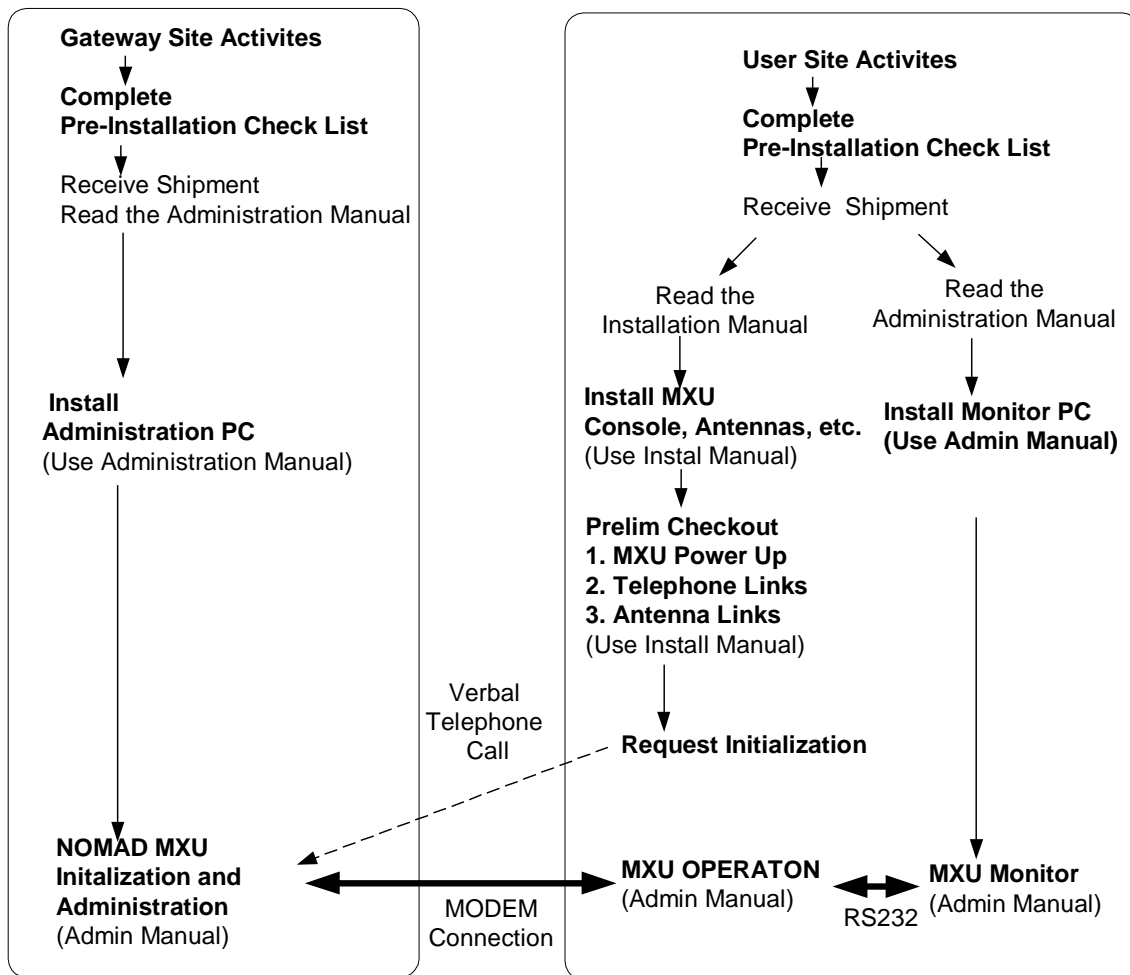 Gateway Site Activites
Complete
Pre-Installation Check List
Receive Shipment
Read the Administration Manual
Install
Administration PC
(Use Administration Manual)
NOMAD MXU
Initalization and
Administration
(Admin Manual)
Verbal
Telephone
Call
MODEM
Connection
User Site Activites
Complete
Pre-Installation Check List
Receive Shipment
Read the
Installation Manual
Install MXU
Console, Antennas, etc.
(Use Instal Manual)
Prelim Checkout
1. MXU Power Up
2. Telephone Links
3. Antenna Links
(Use Install Manual)
Request Initialization
MXU OPERATON
(Admin Manual)
RS232
Read the
Administration Manual
Install Monitor PC
(Use Admin Manual)
MXU Monitor
(Admin Manual)